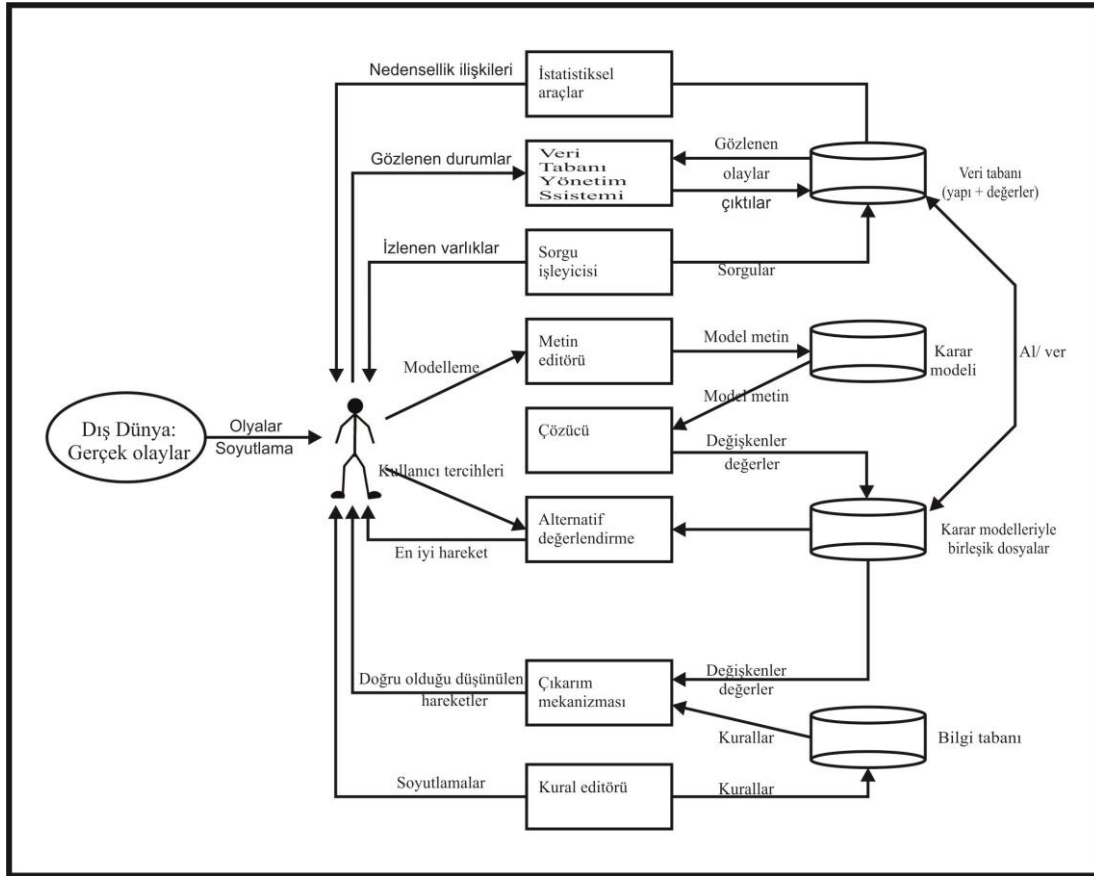 Nedensellik ilişkileri
İstatistiksel
araçlar
Gözlenen durumlar
Veri
Tabanı
Yönetim
Ssistemi
Gözlenen
olaylar
çıktılar
Veri tabanı
(yapı + değerler)
İzlenen varlıklar
Sorgu
işleyicisi
Sorgular
Modelleme
Metin
editörü
Model metin
Karar
modeli
Al/ ver
Model metin
Dış Dünya:
Gerçek olaylar
Olyalar
Soyutlama
Çözücü
Değişkenler
değerler
Kullanıcı tercihleri
Alternatif
değerlendirme
En iyi hareket
Karar modelleriyle
birleşik dosyalar
Doğru olduğu düşünülen
hareketler
Çıkarım
mekanizması
Değişkenler
değerler
Kurallar
Bilgi tabanı
Soyutlamalar
Kural editörü
Kurallar